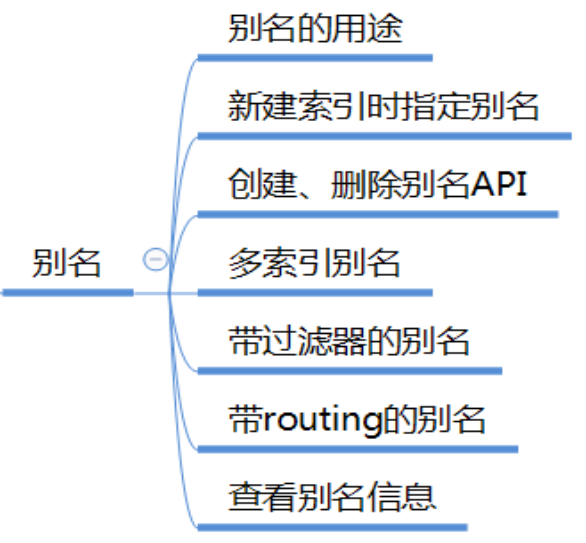 别名的用途
新建索引时指定别名
创建、删除别名API
别名
多索引别名
带过滤器的别名
带routing的别名
查看别名信息